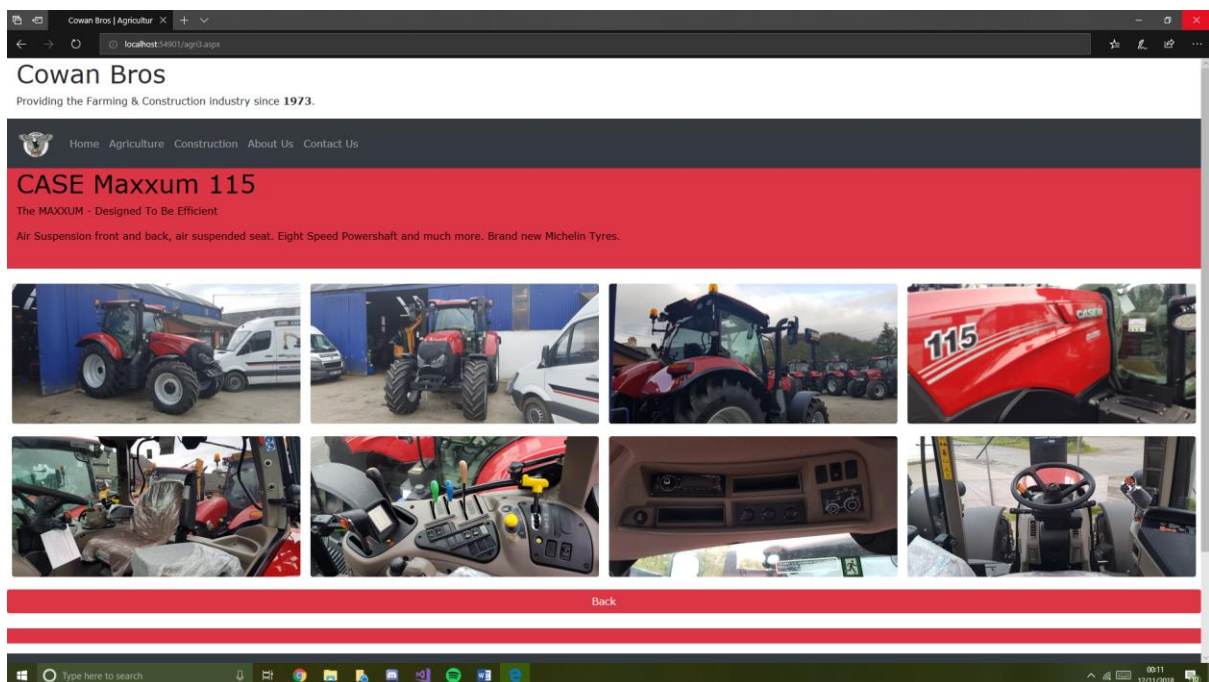 Cowan Bros | Agricultur
localhost:54901/agri3.aspx
Cowan Bros
Providing the Farming & Construction industry since 1973.
Home Agriculture Construction About Us Contact Us
CASE Maxxum 115
The MAXXUM - Designed To Be Efficient
Air Suspension front and back, air suspended seat. Eight Speed Powershaft and much more. Brand new Michelin Tyres.
115
CASE
Back
Type here to search
00:11
12/11/2018